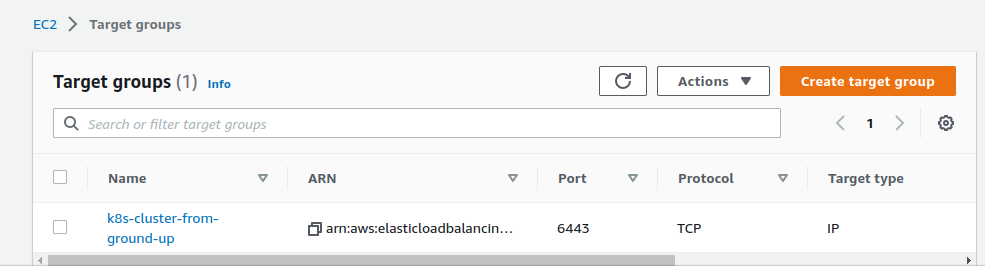 EC2 > Target groups
Target groups (1) Info
Actions
Create target group
Search or filter target groups
1
Name ARN Port Protocol Target type
k8s-cluster-from-
ground-up
arn:aws:elasticloadbalancin... 6443 TCP IP